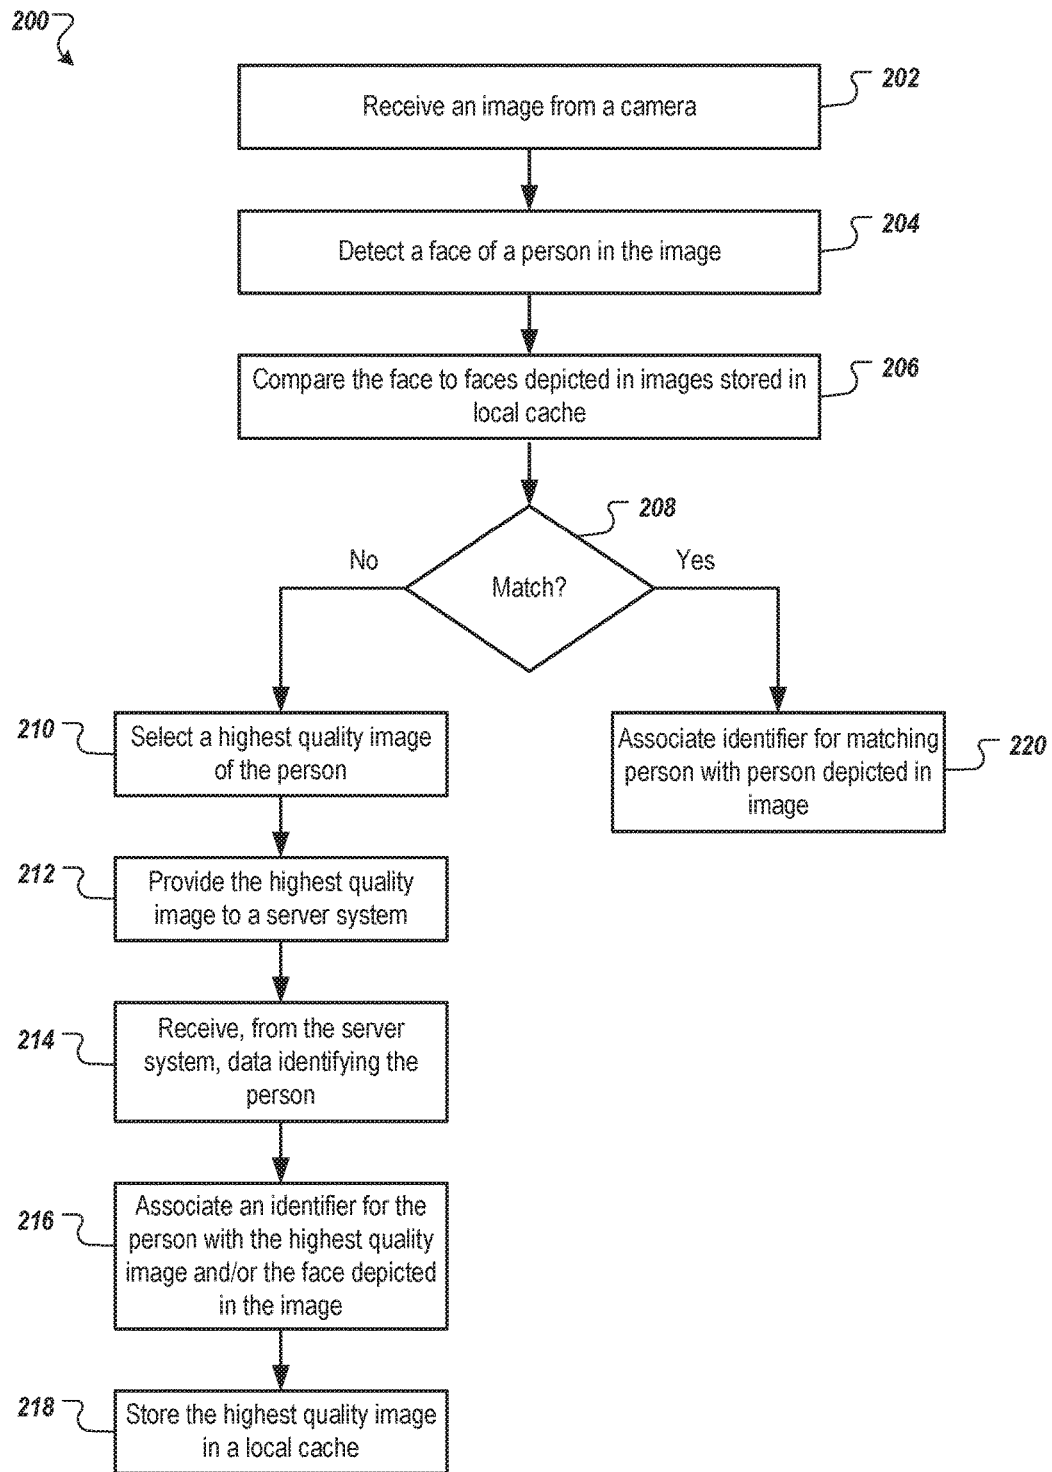 200
Receive an image from a camera
202
Detect a face of a person in the image
204
Compare the face to faces depicted in images stored in
local cache
206
208
No
Match?
Yes
210
Select a highest quality image
of the person
Associate identifier for matching
person with person depicted in
image
220
212
Provide the highest quality
image to a server system
214
Receive, from the server
system, data identifying the
person
216
Associate an identifier for the
person with the highest quality
image and/or the face depicted
in the image
218
Store the highest quality image
in a local cache